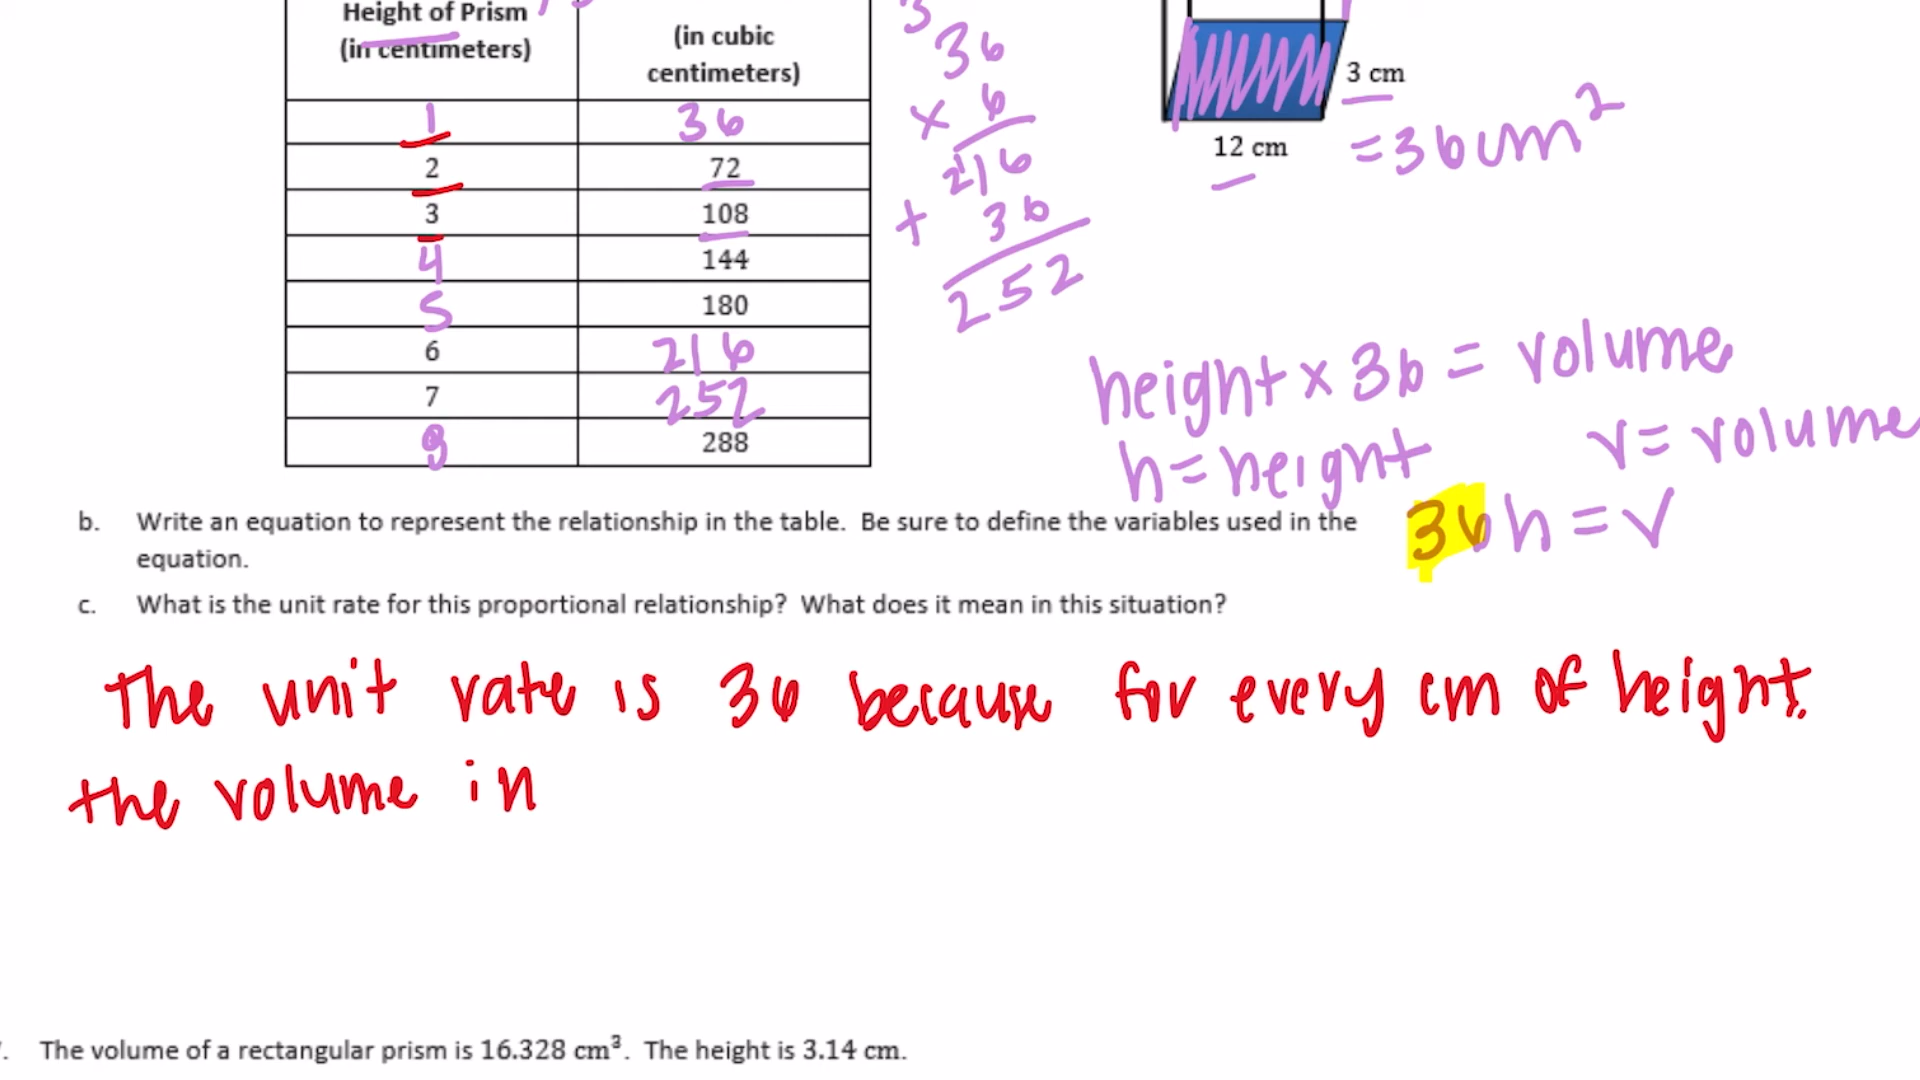 Height of Prism
(in centimeters)
(in cubic
centimeters)
1 36
2 72
3 108
4 144
5 180
6 216
7 252
8 288
3
36
x 6
216
+ 36
252
3 cm
12 cm
=36cm²
height x 36 = volume
h=height
v=volume
36h=v
b. Write an equation to represent the relationship in the table. Be sure to define the variables used in the
equation.
c. What is the unit rate for this proportional relationship? What does it mean in this situation?
The unit rate is 36 because for every cm of height.
the volume in
. The volume of a rectangular prism is 16.328 cm³. The height is 3.14 cm.